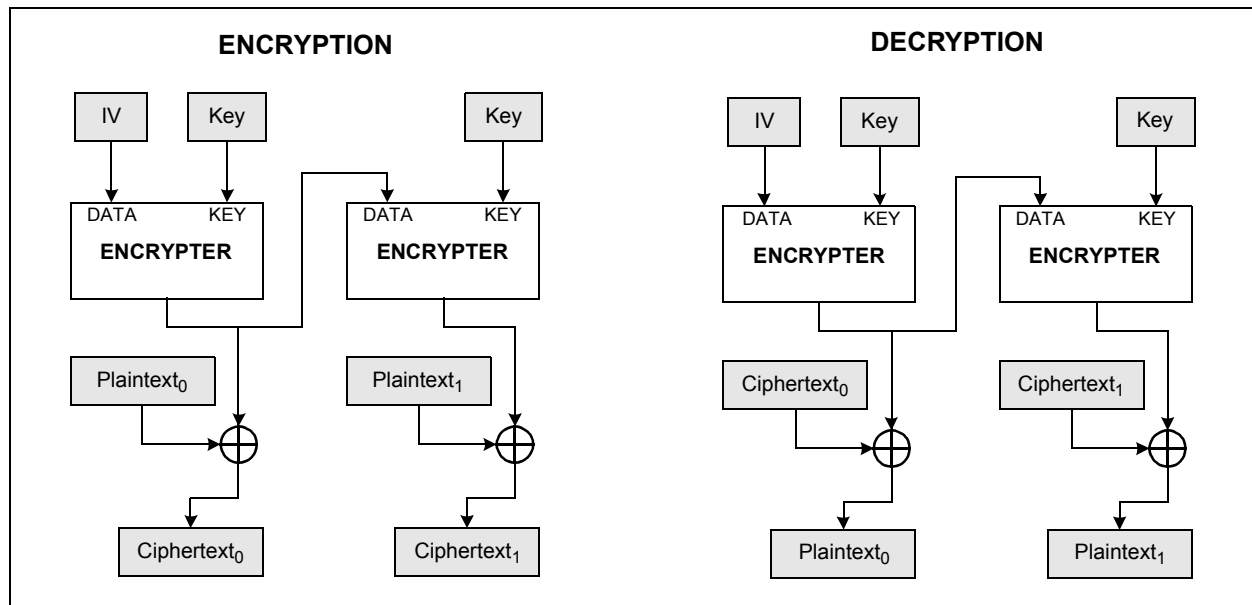 ENCRYPTION
IV
Key
Key
DATA
KEY
ENCRYPTER
DATA
KEY
ENCRYPTER
Plaintext0
Plaintext1
Ciphertext0
Ciphertext1
DECRYPTION
IV
Key
Key
DATA
KEY
ENCRYPTER
DATA
KEY
ENCRYPTER
Ciphertext0
Ciphertext1
Plaintext0
Plaintext1